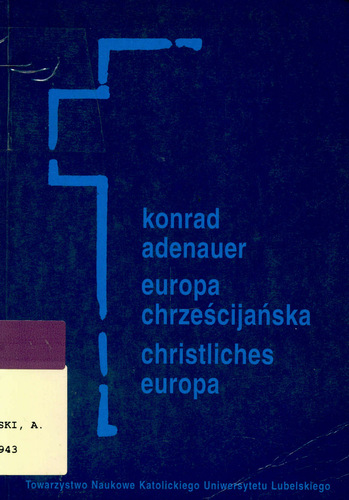 konrad
adenauer
europa
chrześcijańska
christliches
europa
SKI, A.
943
Towarzystwo Naukowe Katolickiego Uniwersytetu Lubelskiego